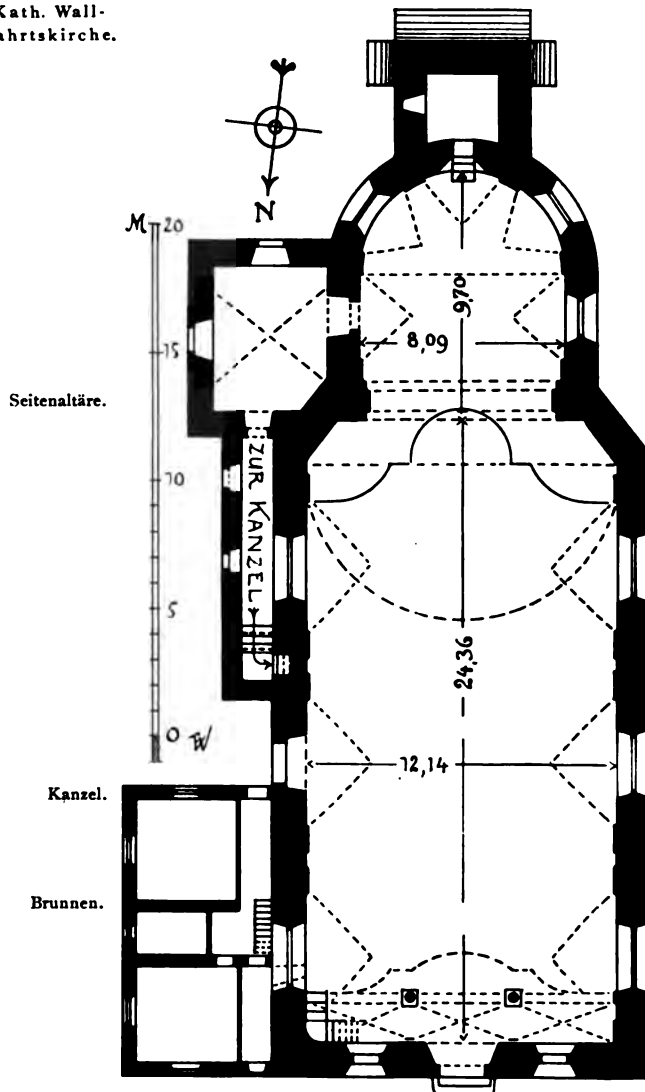 Kath. Wall-
ahrtskirche.
N
M 20
15
10
5
0
9,70
8,09
Seitenaltäre.
ZUR KANZEL
24,36
12,14
Kanzel.
Brunnen.